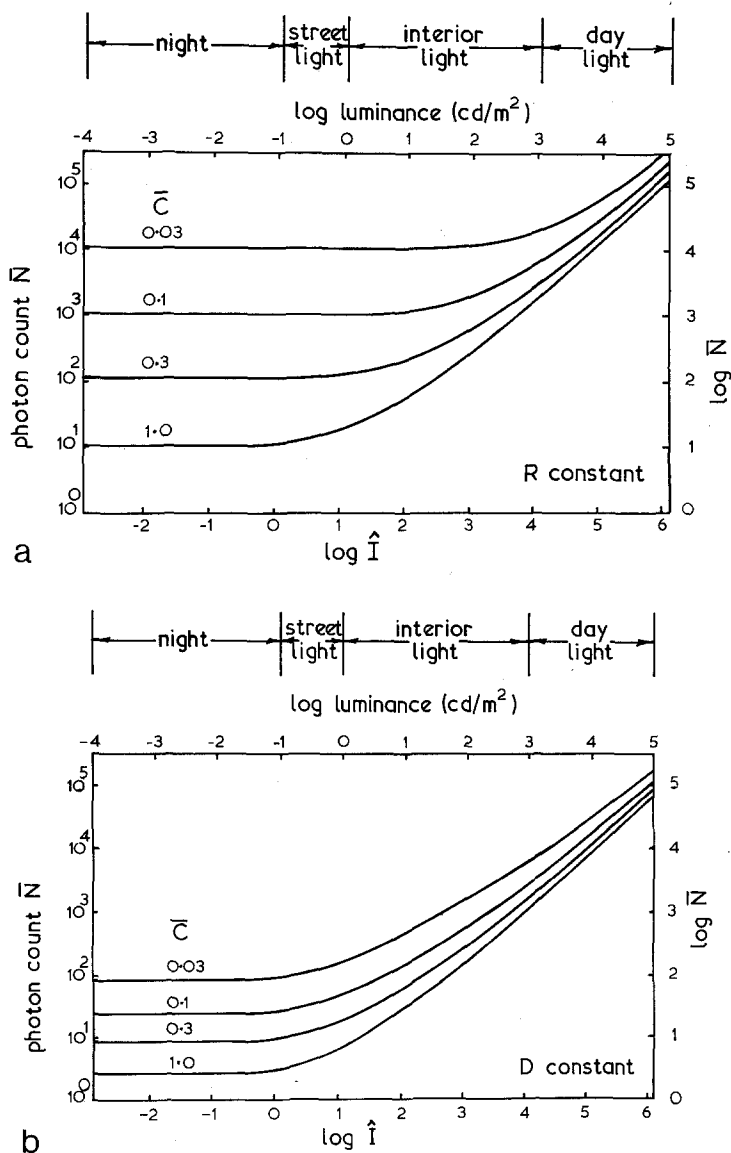 night
street light
interior light
day light
log luminance (cd/m²)
-4 -3 -2 -1 0 1 2 3 4 5
photon count N̅
10⁵
10⁴
10³
10²
10¹
10⁰
C̅
0·03
0·1
0·3
1·0
log N̅
5
4
3
2
1
0
R constant
-2 -1 0 1 2 3 4 5 6
log Î
a
night
street light
interior light
day light
log luminance (cd/m²)
-4 -3 -2 -1 0 1 2 3 4 5
photon count N̅
10⁵
10⁴
10³
10²
10¹
10⁰
C̅
0·03
0·1
0·3
1·0
log N̅
5
4
3
2
1
0
D constant
-2 -1 0 1 2 3 4 5 6
log Î
b